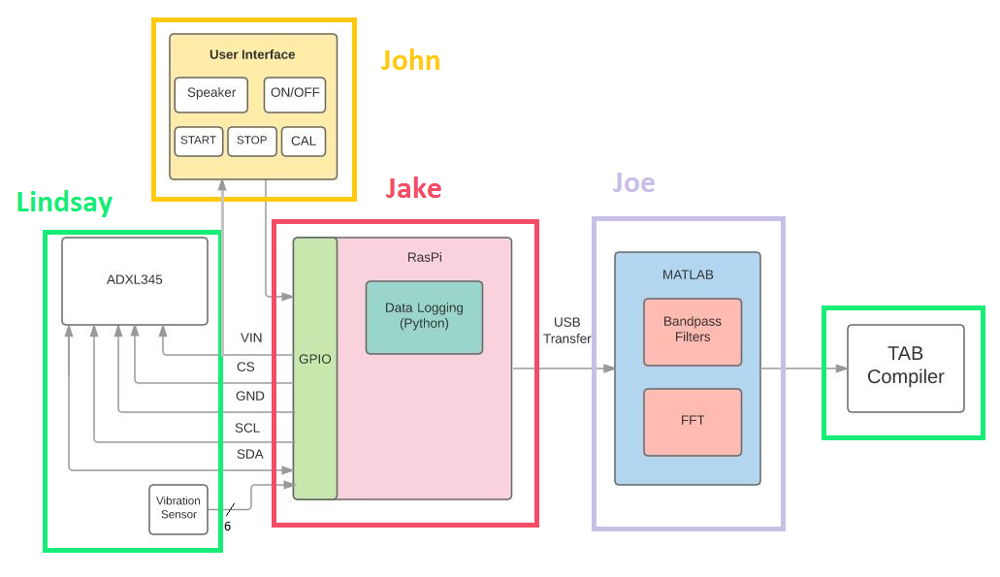 User Interface
Speaker
ON/OFF
START
STOP
CAL
John
Lindsay
Jake
Joe
ADXL345
VIN
CS
GND
SCL
SDA
Vibration
Sensor
6
GPIO
RasPi
Data Logging
(Python)
USB
Transfer
MATLAB
Bandpass
Filters
FFT
TAB
Compiler